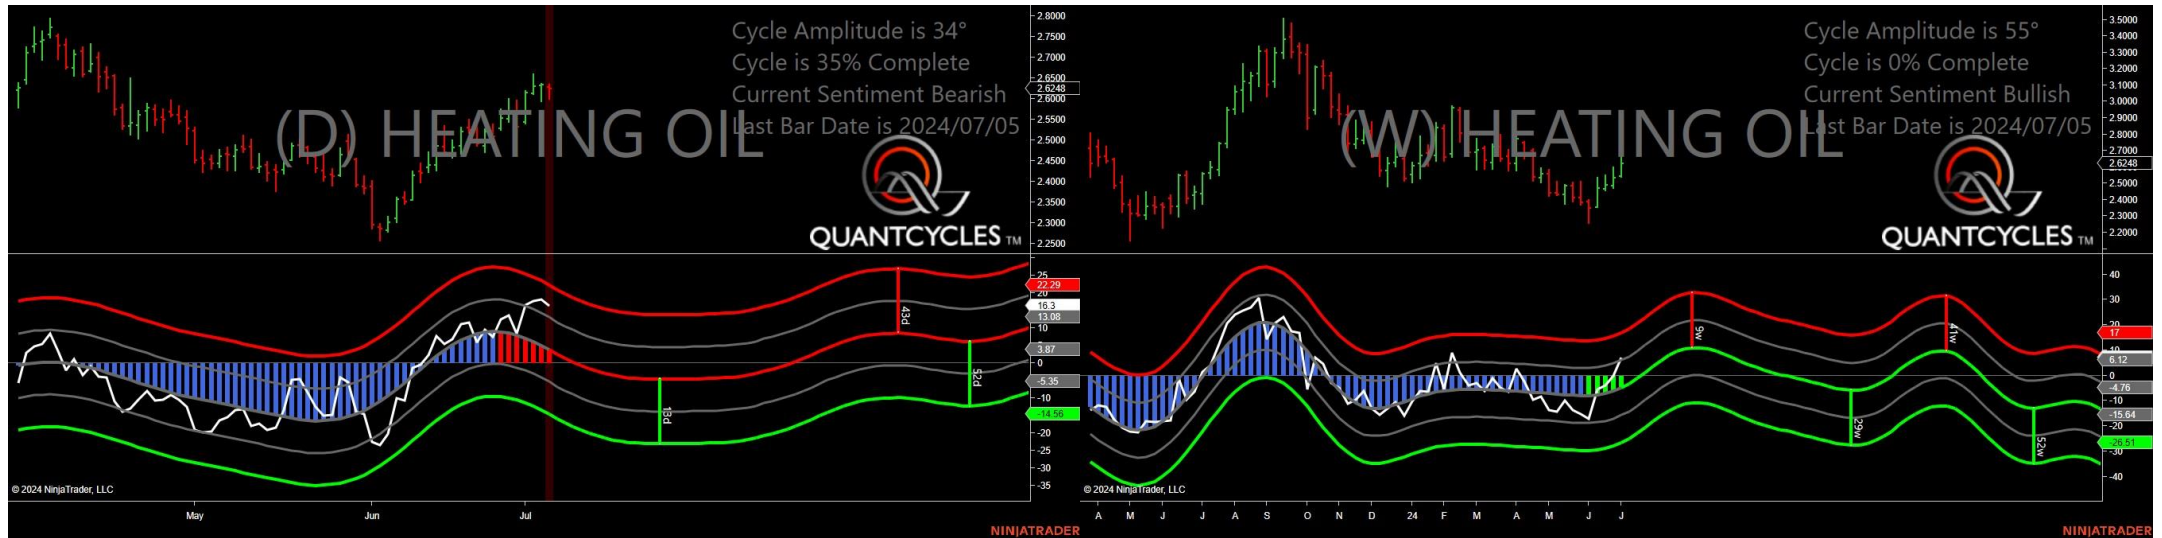 Cycle Amplitude is 34°
Cycle is 35% Complete
Current Sentiment Bearish
Last Bar Date is 2024/07/05
(D) HEATING OIL
QUANTCYCLES TM
2.8000
2.7500
2.7000
2.6500
2.6248
2.6000
2.5500
2.5000
2.4500
2.4000
2.3500
2.3000
2.2500
25
22.29
20
16.3
13.08
10
3.87
0
-5.35
-10
-14.56
-20
-25
-30
-35
13d
43d
52d
© 2024 NinjaTrader, LLC
May
Jun
Jul
NINJATRADER
Cycle Amplitude is 55°
Cycle is 0% Complete
Current Sentiment Bullish
Last Bar Date is 2024/07/05
(W) HEATING OIL
QUANTCYCLES TM
3.5000
3.4000
3.3000
3.2000
3.1000
3.0000
2.9000
2.8000
2.7000
2.6248
2.5000
2.4000
2.3000
2.2000
40
30
20
17
10
6.12
0
-4.76
-10
-15.64
-20
-26.51
-30
-40
9w
29w
41w
52w
© 2024 NinjaTrader, LLC
A M J J A S O N D 24 F M A M J J
NINJATRADER